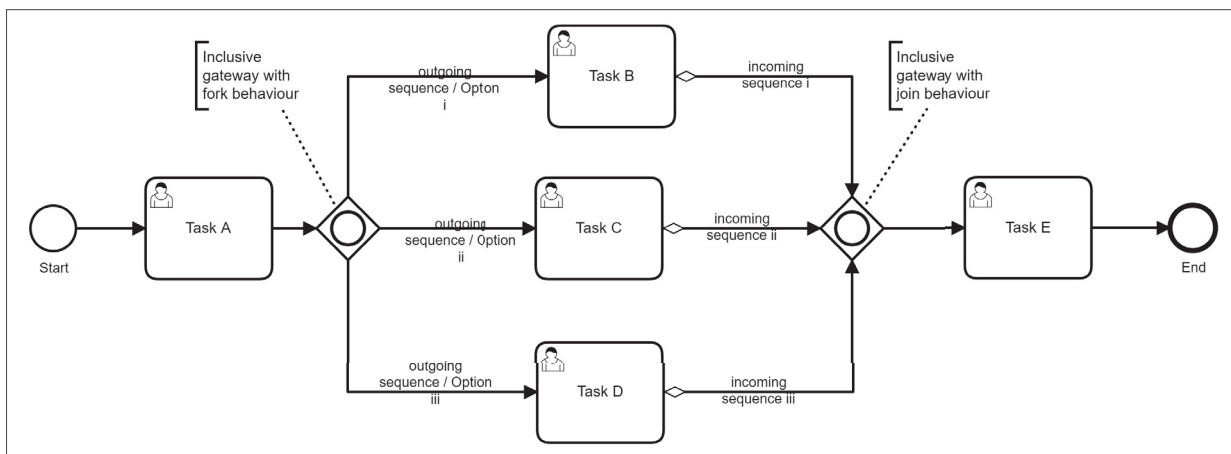 Inclusive
gateway with
fork behaviour
outgoing
sequence / Opton
i
Task B
incoming
sequence i
Inclusive
gateway with
join behaviour
Start
Task A
outgoing
sequence / Option
ii
Task C
incoming
sequence ii
Task E
End
outgoing
sequence / Option
iii
Task D
incoming
sequence iii